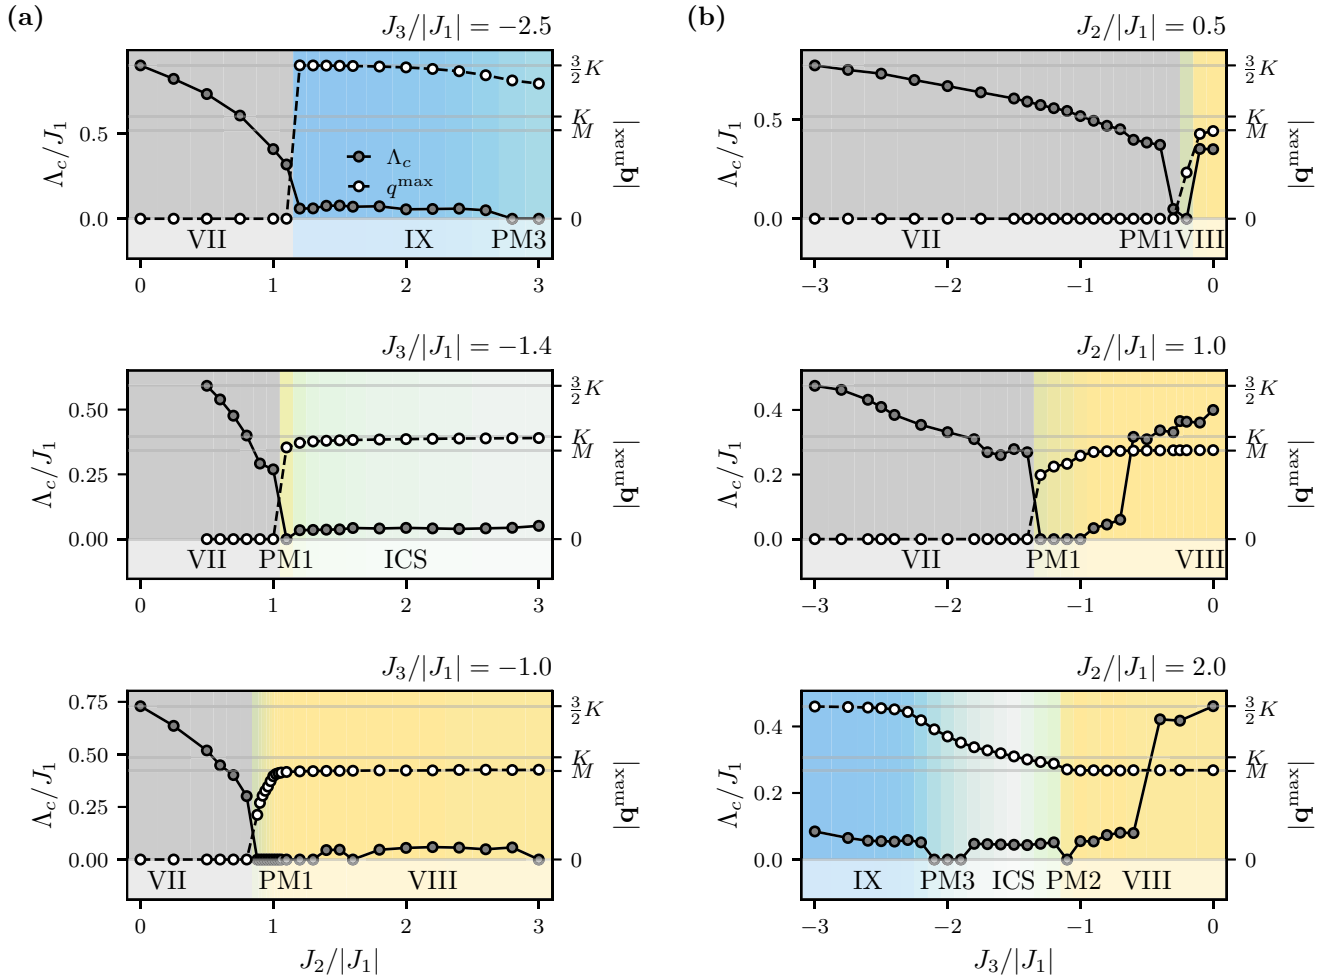 (a)
J₃/|J₁| = −2.5
Λ_c/J₁
0.5
0.0
Λ_c
q^max
VII
IX
PM3
3/2 K
K
M
0
|q^max|
0
1
2
3
J₃/|J₁| = −1.4
Λ_c/J₁
0.50
0.25
0.00
VII
PM1
ICS
3/2 K
K
M
0
|q^max|
0
1
2
3
J₃/|J₁| = −1.0
Λ_c/J₁
0.75
0.50
0.25
0.00
VII
PM1
VIII
3/2 K
K
M
0
|q^max|
0
1
2
3
J₂/|J₁|
(b)
J₂/|J₁| = 0.5
Λ_c/J₁
0.5
0.0
VII
PM1
VIII
3/2 K
K
M
0
|q^max|
−3
−2
−1
0
J₂/|J₁| = 1.0
Λ_c/J₁
0.4
0.2
0.0
VII
PM1
VIII
3/2 K
K
M
0
|q^max|
−3
−2
−1
0
J₂/|J₁| = 2.0
Λ_c/J₁
0.4
0.2
0.0
IX
PM3
ICS
PM2
VIII
3/2 K
K
M
0
|q^max|
−3
−2
−1
0
J₃/|J₁|